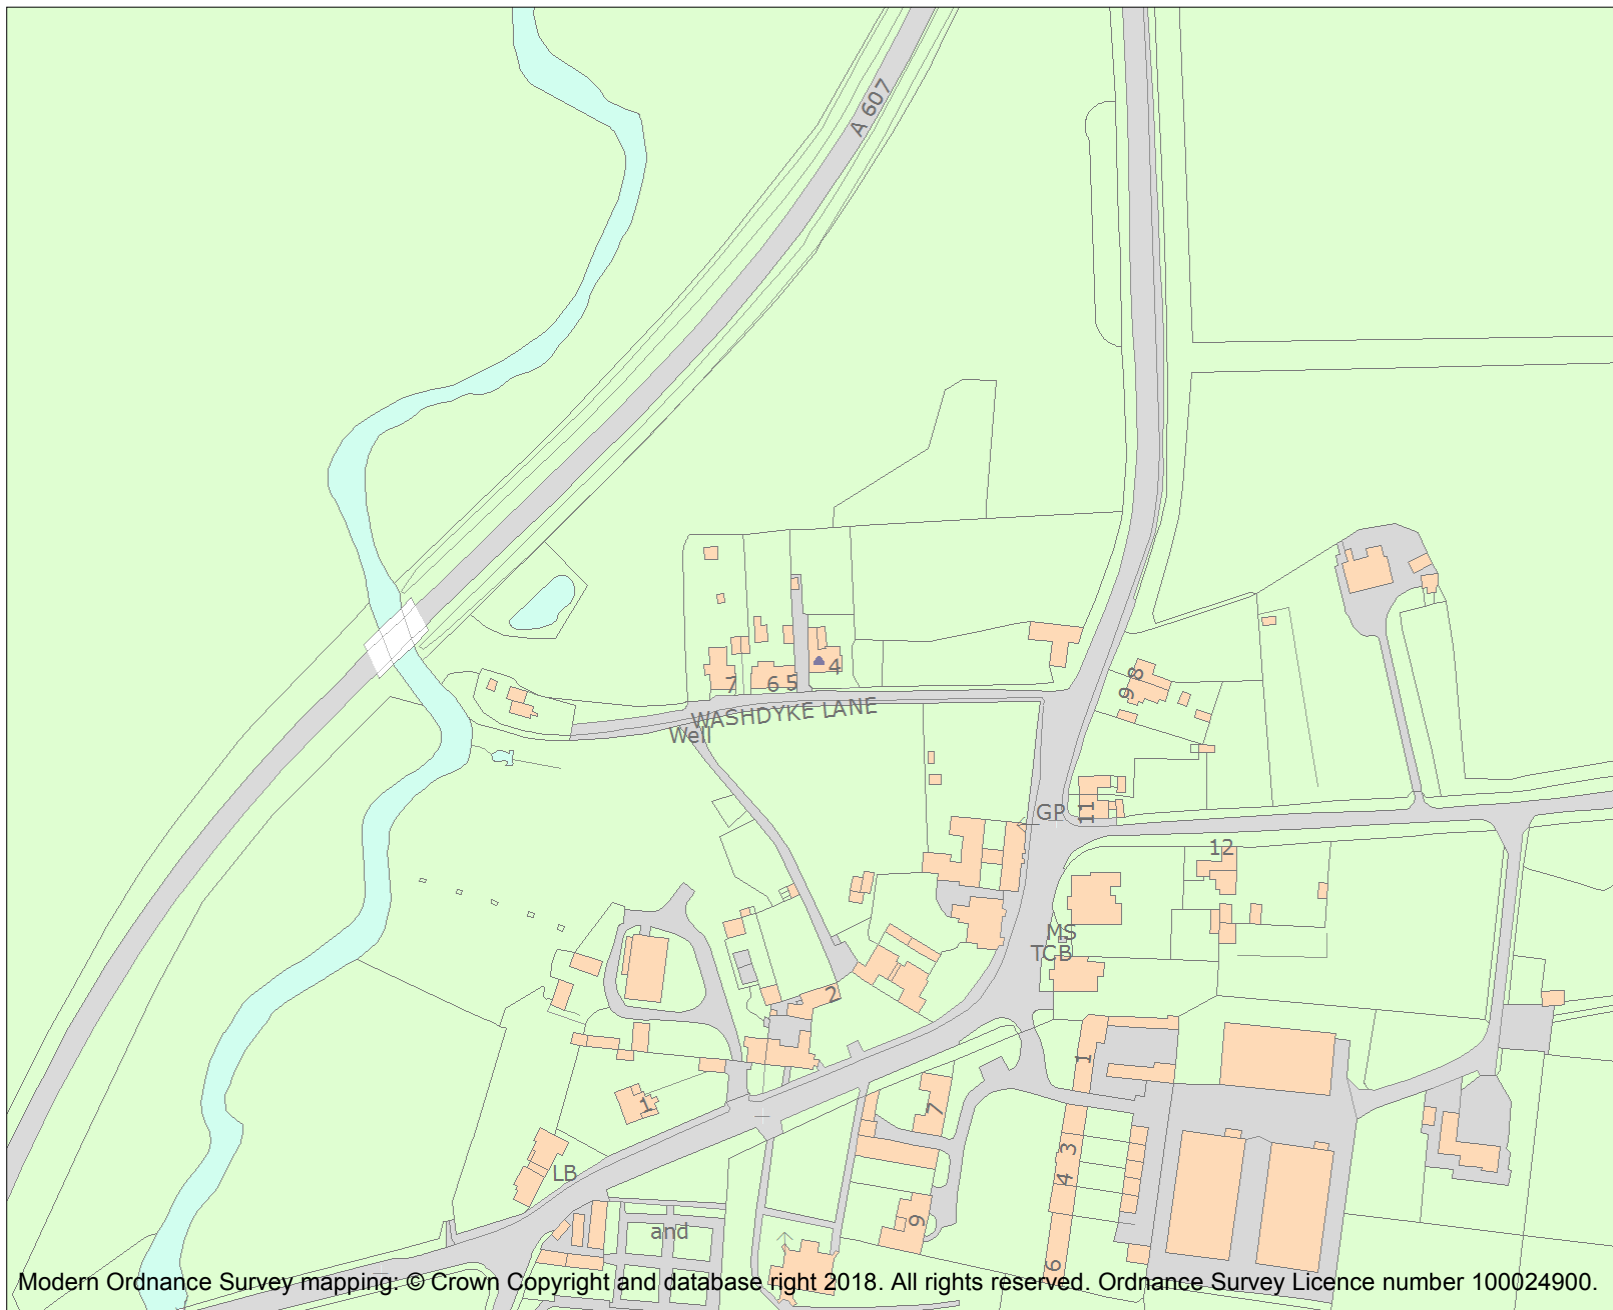 A 607
4
7
6
5
WASHDYKE LANE
Well
8
9
GP
11
12
MS
TCB
2
1
1
7
3
4
LB
9
and
6
Modern Ordnance Survey mapping: © Crown Copyright and database right 2018. All rights reserved. Ordnance Survey Licence number 100024900.